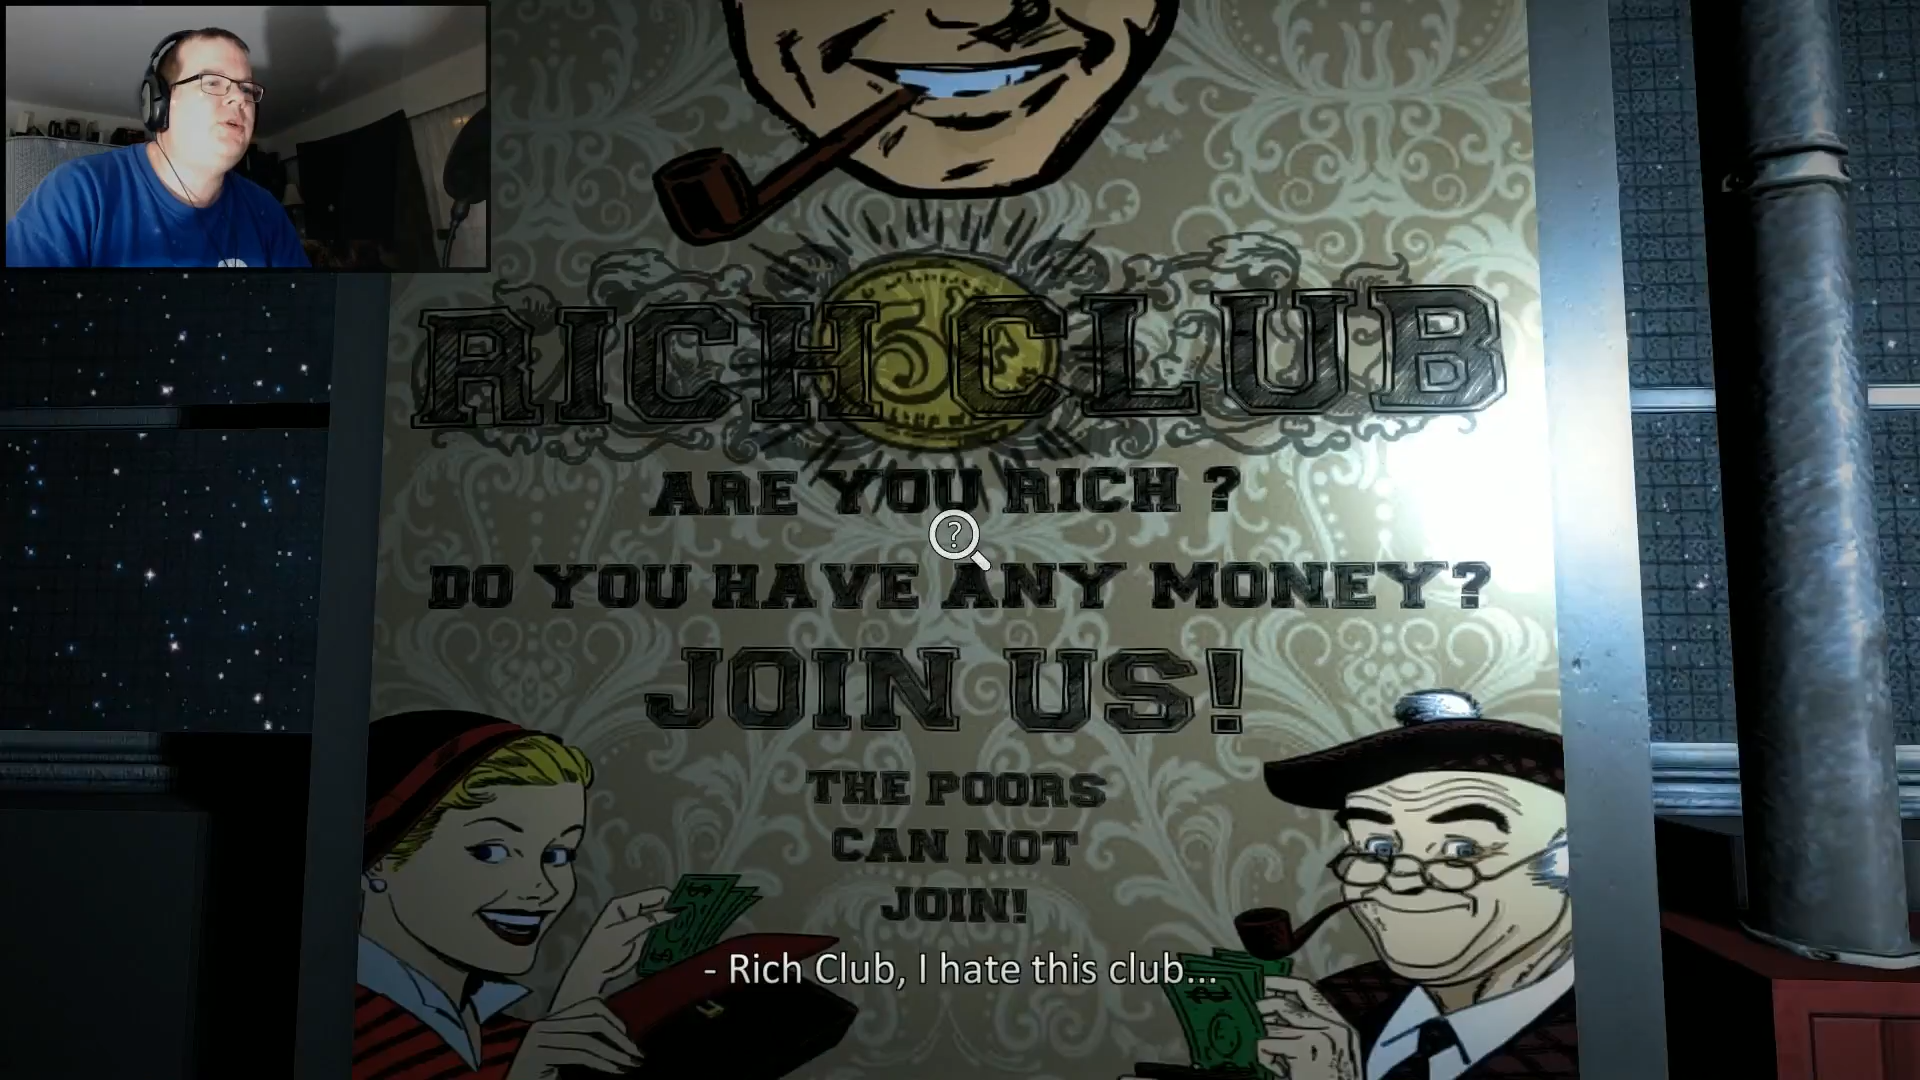 RICH CLUB
5
ARE YOU RICH ?
?
DO YOU HAVE ANY MONEY?
JOIN US!
THE POORS
CAN NOT
JOIN!
- Rich Club, I hate this club...